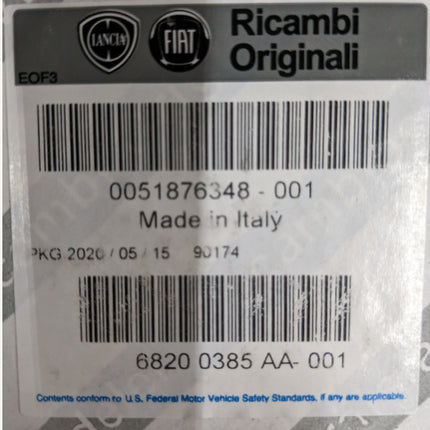 LANCIA FIAT Ricambi
Originali
EOF3
0051876348 - 001
Made in Italy
PKG 2020 / 05 / 15 90174
6820 0385 AA- 001
Contents conform to U.S. Federal Motor Vehicle Safety Standards, if any are applicable.